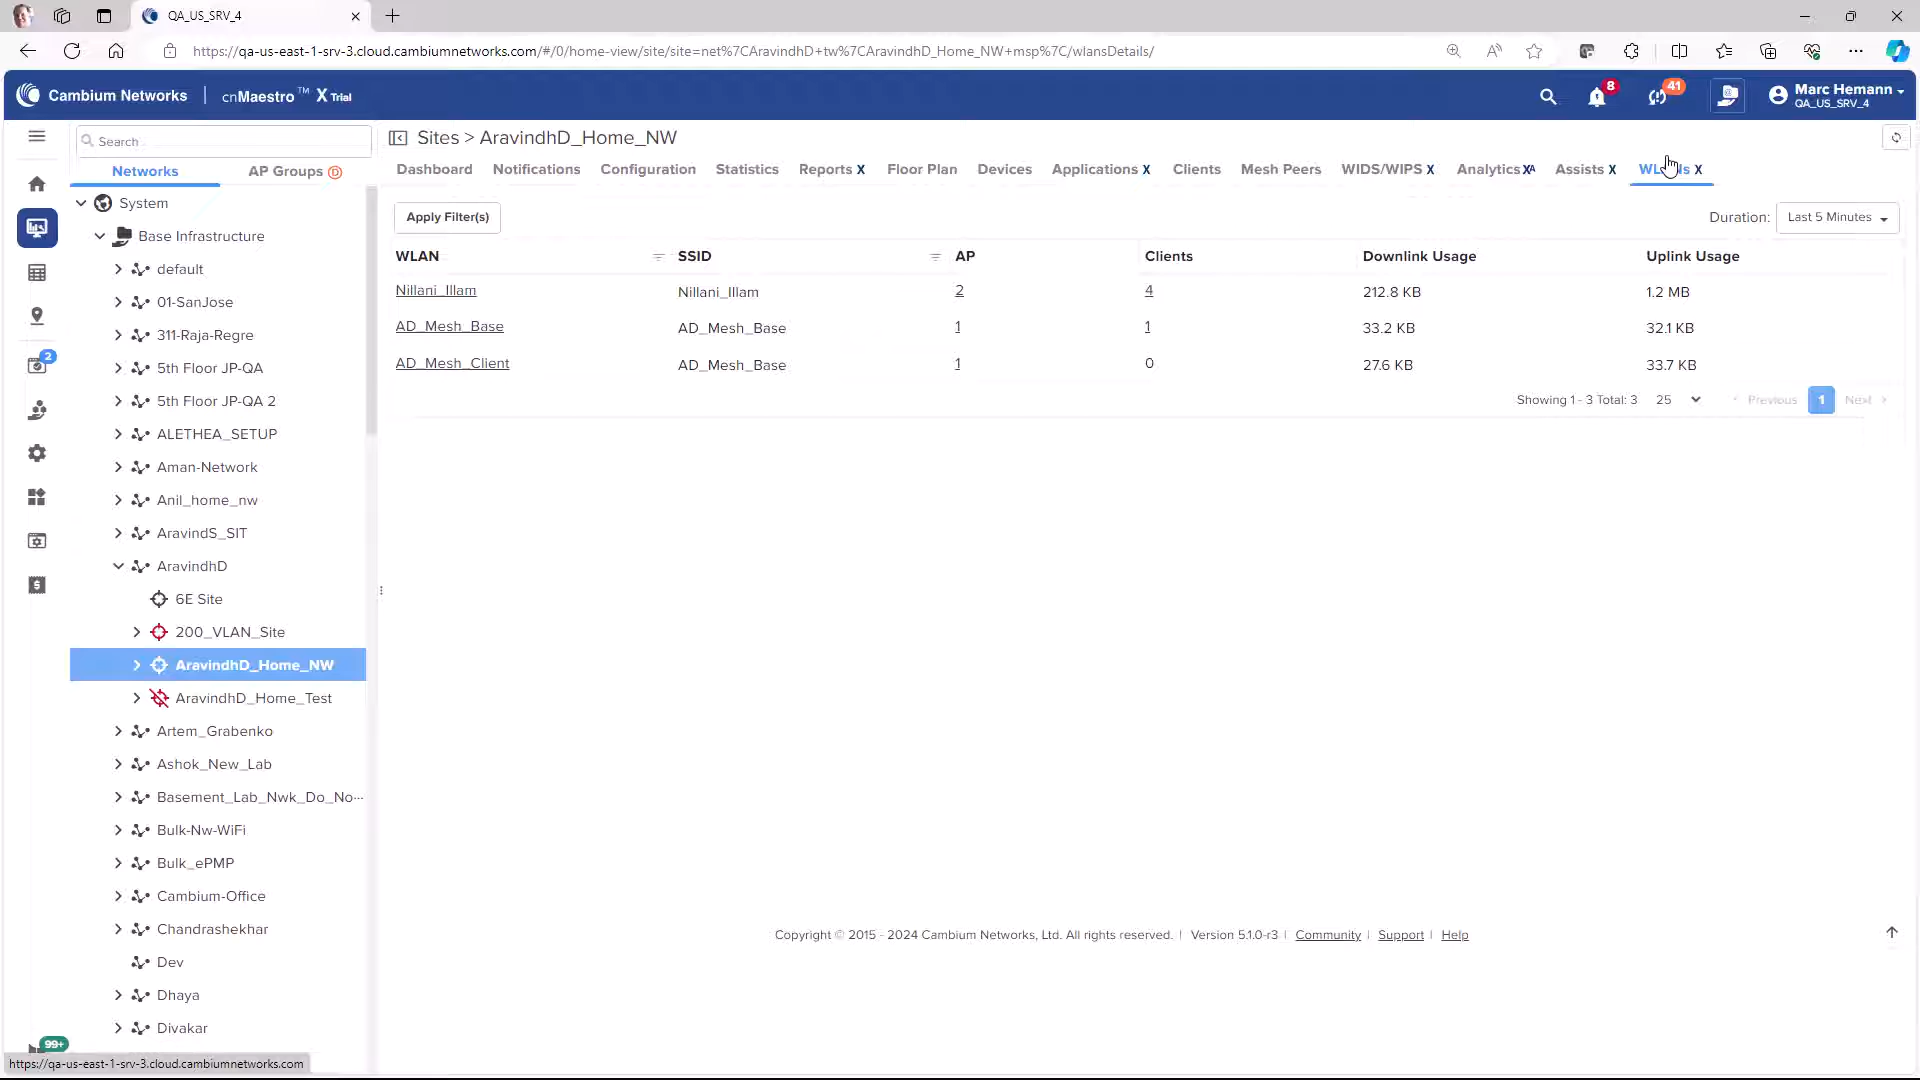 QA_US_SRV_4
https://qa-us-east-1-srv-3.cloud.cambiumnetworks.com/#/0/home-view/site/site=net%7CAravindhD+tw%7CAravindhD_Home_NW+msp%7C/wlansDetails/
Cambium Networks | cnMaestro™ X Trial
8
41
Marc Hemann
QA_US_SRV_4
Search
Networks
AP Groups D
System
Base Infrastructure
default
01-SanJose
311-Raja-Regre
5th Floor JP-QA
5th Floor JP-QA 2
ALETHEA_SETUP
Aman-Network
Anil_home_nw
AravindS_SIT
AravindhD
6E Site
200_VLAN_Site
AravindhD_Home_NW
AravindhD_Home_Test
Artem_Grabenko
Ashok_New_Lab
Basement_Lab_Nwk_Do_No...
Bulk-Nw-WiFi
Bulk_ePMP
Cambium-Office
Chandrashekhar
Dev
Dhaya
Divakar
2
99+
https://qa-us-east-1-srv-3.cloud.cambiumnetworks.com
Sites > AravindhD_Home_NW
Dashboard Notifications Configuration Statistics Reports X Floor Plan Devices Applications X Clients Mesh Peers WIDS/WIPS X Analytics XA Assists X X
Apply Filter(s)
Duration: Last 5 Minutes
WLAN SSID AP Clients Downlink Usage Uplink Usage
Nillani_Illam Nillani_Illam 2 4 212.8 KB 1.2 MB
AD_Mesh_Base AD_Mesh_Base 1 1 33.2 KB 32.1 KB
AD_Mesh_Client AD_Mesh_Base 1 0 27.6 KB 33.7 KB
Showing 1 - 3 Total: 3 25 Previous 1 Next
Copyright © 2015 - 2024 Cambium Networks, Ltd. All rights reserved. | Version 5.1.0-r3 | Community | Support | Help